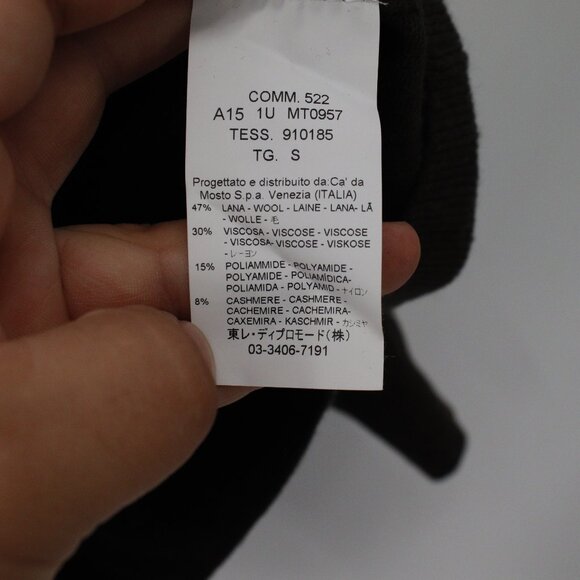 COMM. 522
A15 1U MT0957
TESS. 910185
TG. S
Progettato e distribuito da:Ca' da
Mosto S.p.a. Venezia (ITALIA)
47% LANA - WOOL - LAINE - LANA- LÃ
- WOLLE - 毛
30% VISCOSA - VISCOSE - VISCOSE
- VISCOSA- VISCOSE - VISKOSE
- レーヨン
15% POLIAMMIDE - POLYAMIDE -
POLYAMIDE - POLIAMÍDICA-
POLIAMIDA - POLYAMID - ナイロン
8% CASHMERE - CASHMERE -
CACHEMIRE - CACHEMIRA-
CAXEMIRA - KASCHMIR - カシミヤ
東レ・ディプロモード(株)
03-3406-7191